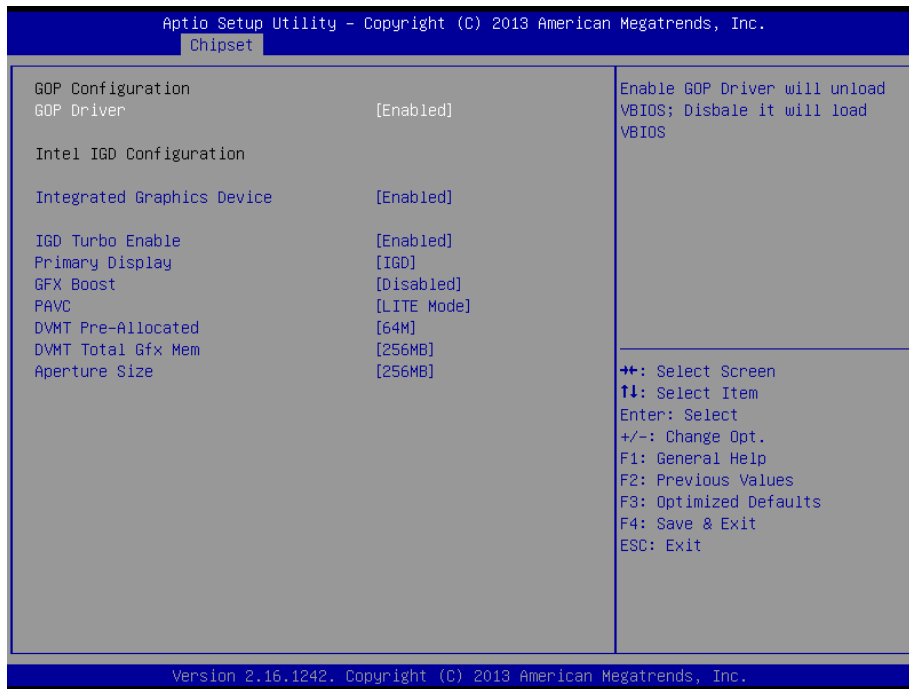 Aptio Setup Utility – Copyright (C) 2013 American Megatrends, Inc.
Chipset
GOP Configuration
GOP Driver [Enabled]
Intel IGD Configuration
Integrated Graphics Device [Enabled]
IGD Turbo Enable [Enabled]
Primary Display [IGD]
GFX Boost [Disabled]
PAVC [LITE Mode]
DVMT Pre-Allocated [64M]
DVMT Total Gfx Mem [256MB]
Aperture Size [256MB]
Enable GOP Driver will unload
VBIOS; Disbale it will load
VBIOS
→←: Select Screen
↑↓: Select Item
Enter: Select
+/-: Change Opt.
F1: General Help
F2: Previous Values
F3: Optimized Defaults
F4: Save & Exit
ESC: Exit
Version 2.16.1242. Copyright (C) 2013 American Megatrends, Inc.